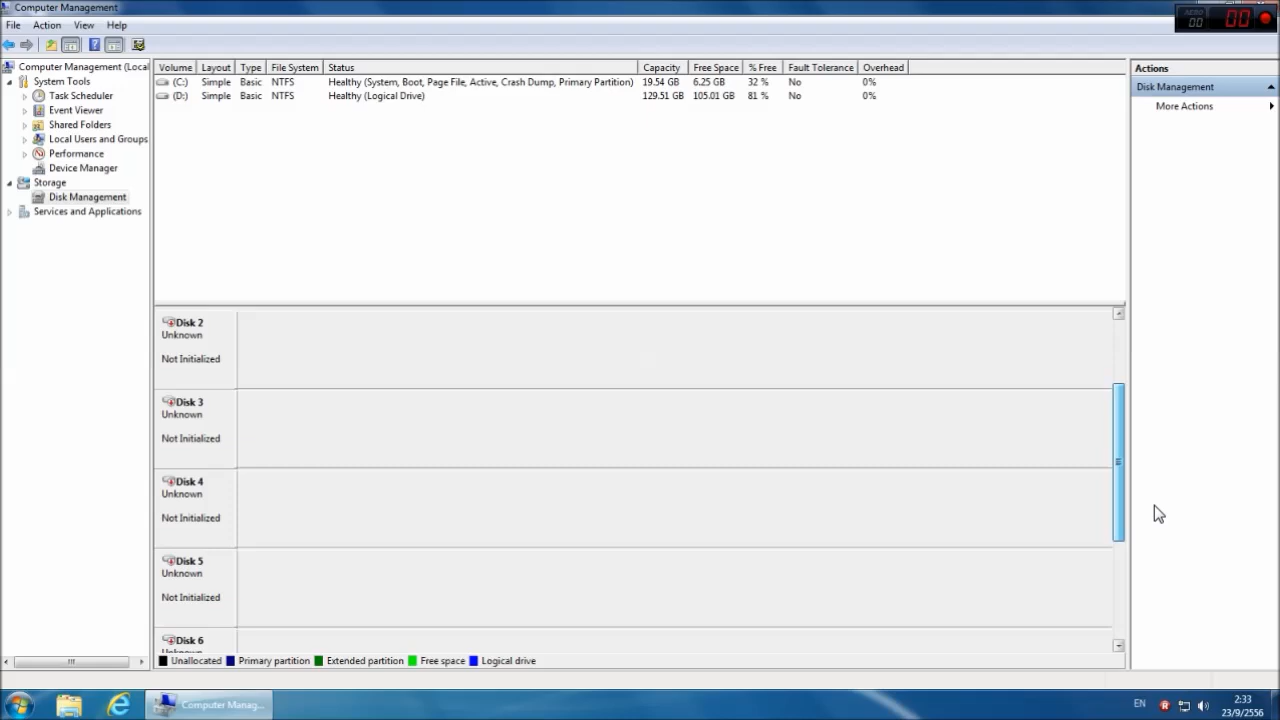 Computer Management
File Action View Help
AERO
00
00
Computer Management (Local
System Tools
Task Scheduler
Event Viewer
Shared Folders
Local Users and Groups
Performance
Device Manager
Storage
Disk Management
Services and Applications
Volume Layout Type File System Status Capacity Free Space % Free Fault Tolerance Overhead
(C:) Simple Basic NTFS Healthy (System, Boot, Page File, Active, Crash Dump, Primary Partition) 19.54 GB 6.25 GB 32 % No 0%
(D:) Simple Basic NTFS Healthy (Logical Drive) 129.51 GB 105.01 GB 81 % No 0%
Disk 2
Unknown
Not Initialized
Disk 3
Unknown
Not Initialized
Disk 4
Unknown
Not Initialized
Disk 5
Unknown
Not Initialized
Disk 6
Unallocated Primary partition Extended partition Free space Logical drive
Actions
Disk Management
More Actions
Computer Manag...
EN
2:33
23/9/2556